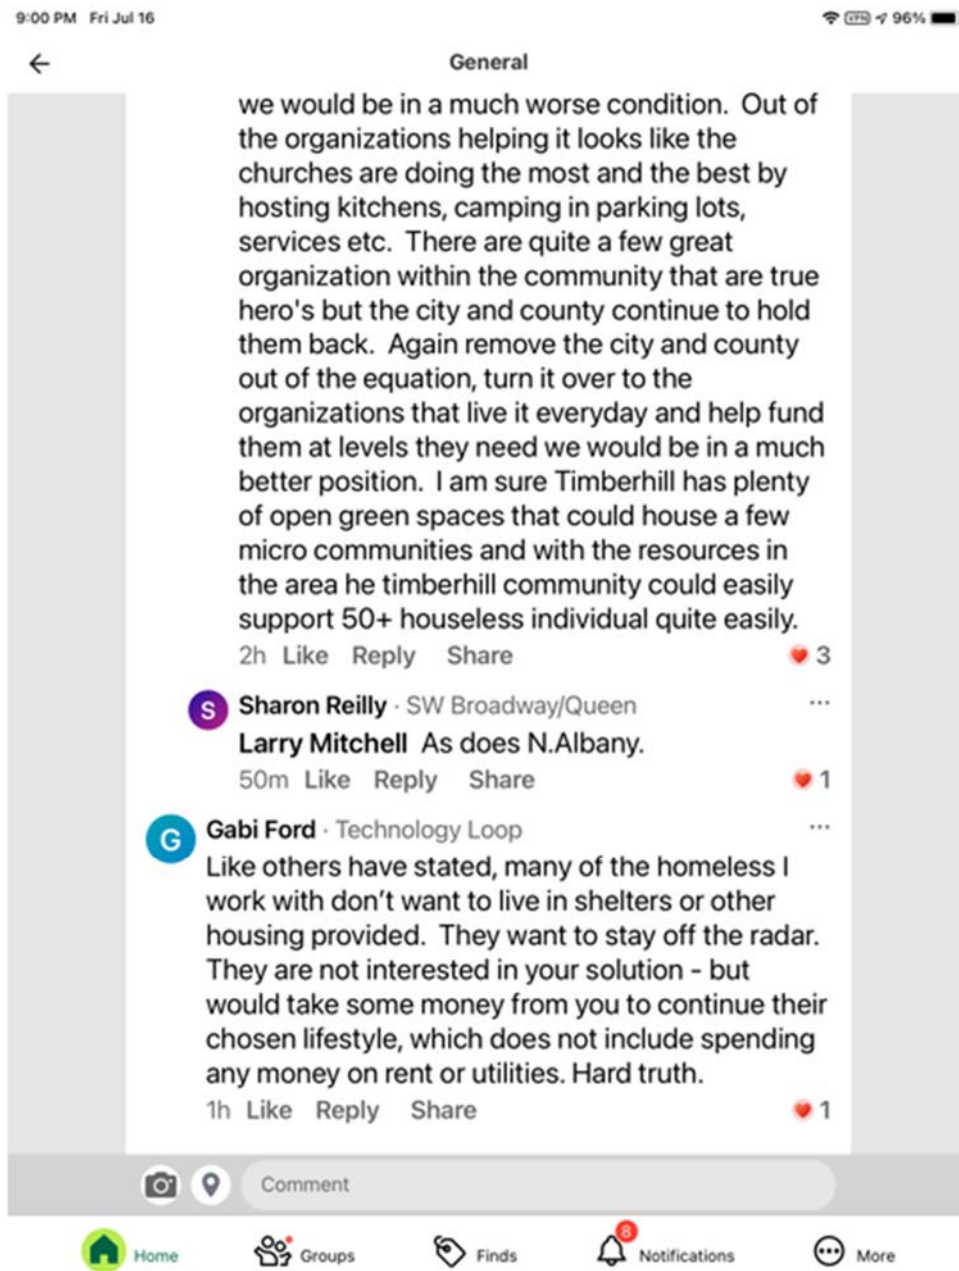 9:00 PM Fri Jul 16
VPN 96%
General
we would be in a much worse condition. Out of
the organizations helping it looks like the
churches are doing the most and the best by
hosting kitchens, camping in parking lots,
services etc. There are quite a few great
organization within the community that are true
hero's but the city and county continue to hold
them back. Again remove the city and county
out of the equation, turn it over to the
organizations that live it everyday and help fund
them at levels they need we would be in a much
better position. I am sure Timberhill has plenty
of open green spaces that could house a few
micro communities and with the resources in
the area he timberhill community could easily
support 50+ houseless individual quite easily.
2h Like Reply Share 3
S Sharon Reilly · SW Broadway/Queen ...
Larry Mitchell As does N.Albany.
50m Like Reply Share 1
G Gabi Ford · Technology Loop ...
Like others have stated, many of the homeless I
work with don't want to live in shelters or other
housing provided. They want to stay off the radar.
They are not interested in your solution - but
would take some money from you to continue their
chosen lifestyle, which does not include spending
any money on rent or utilities. Hard truth.
1h Like Reply Share 1
Comment
Home Groups Finds 8 Notifications More